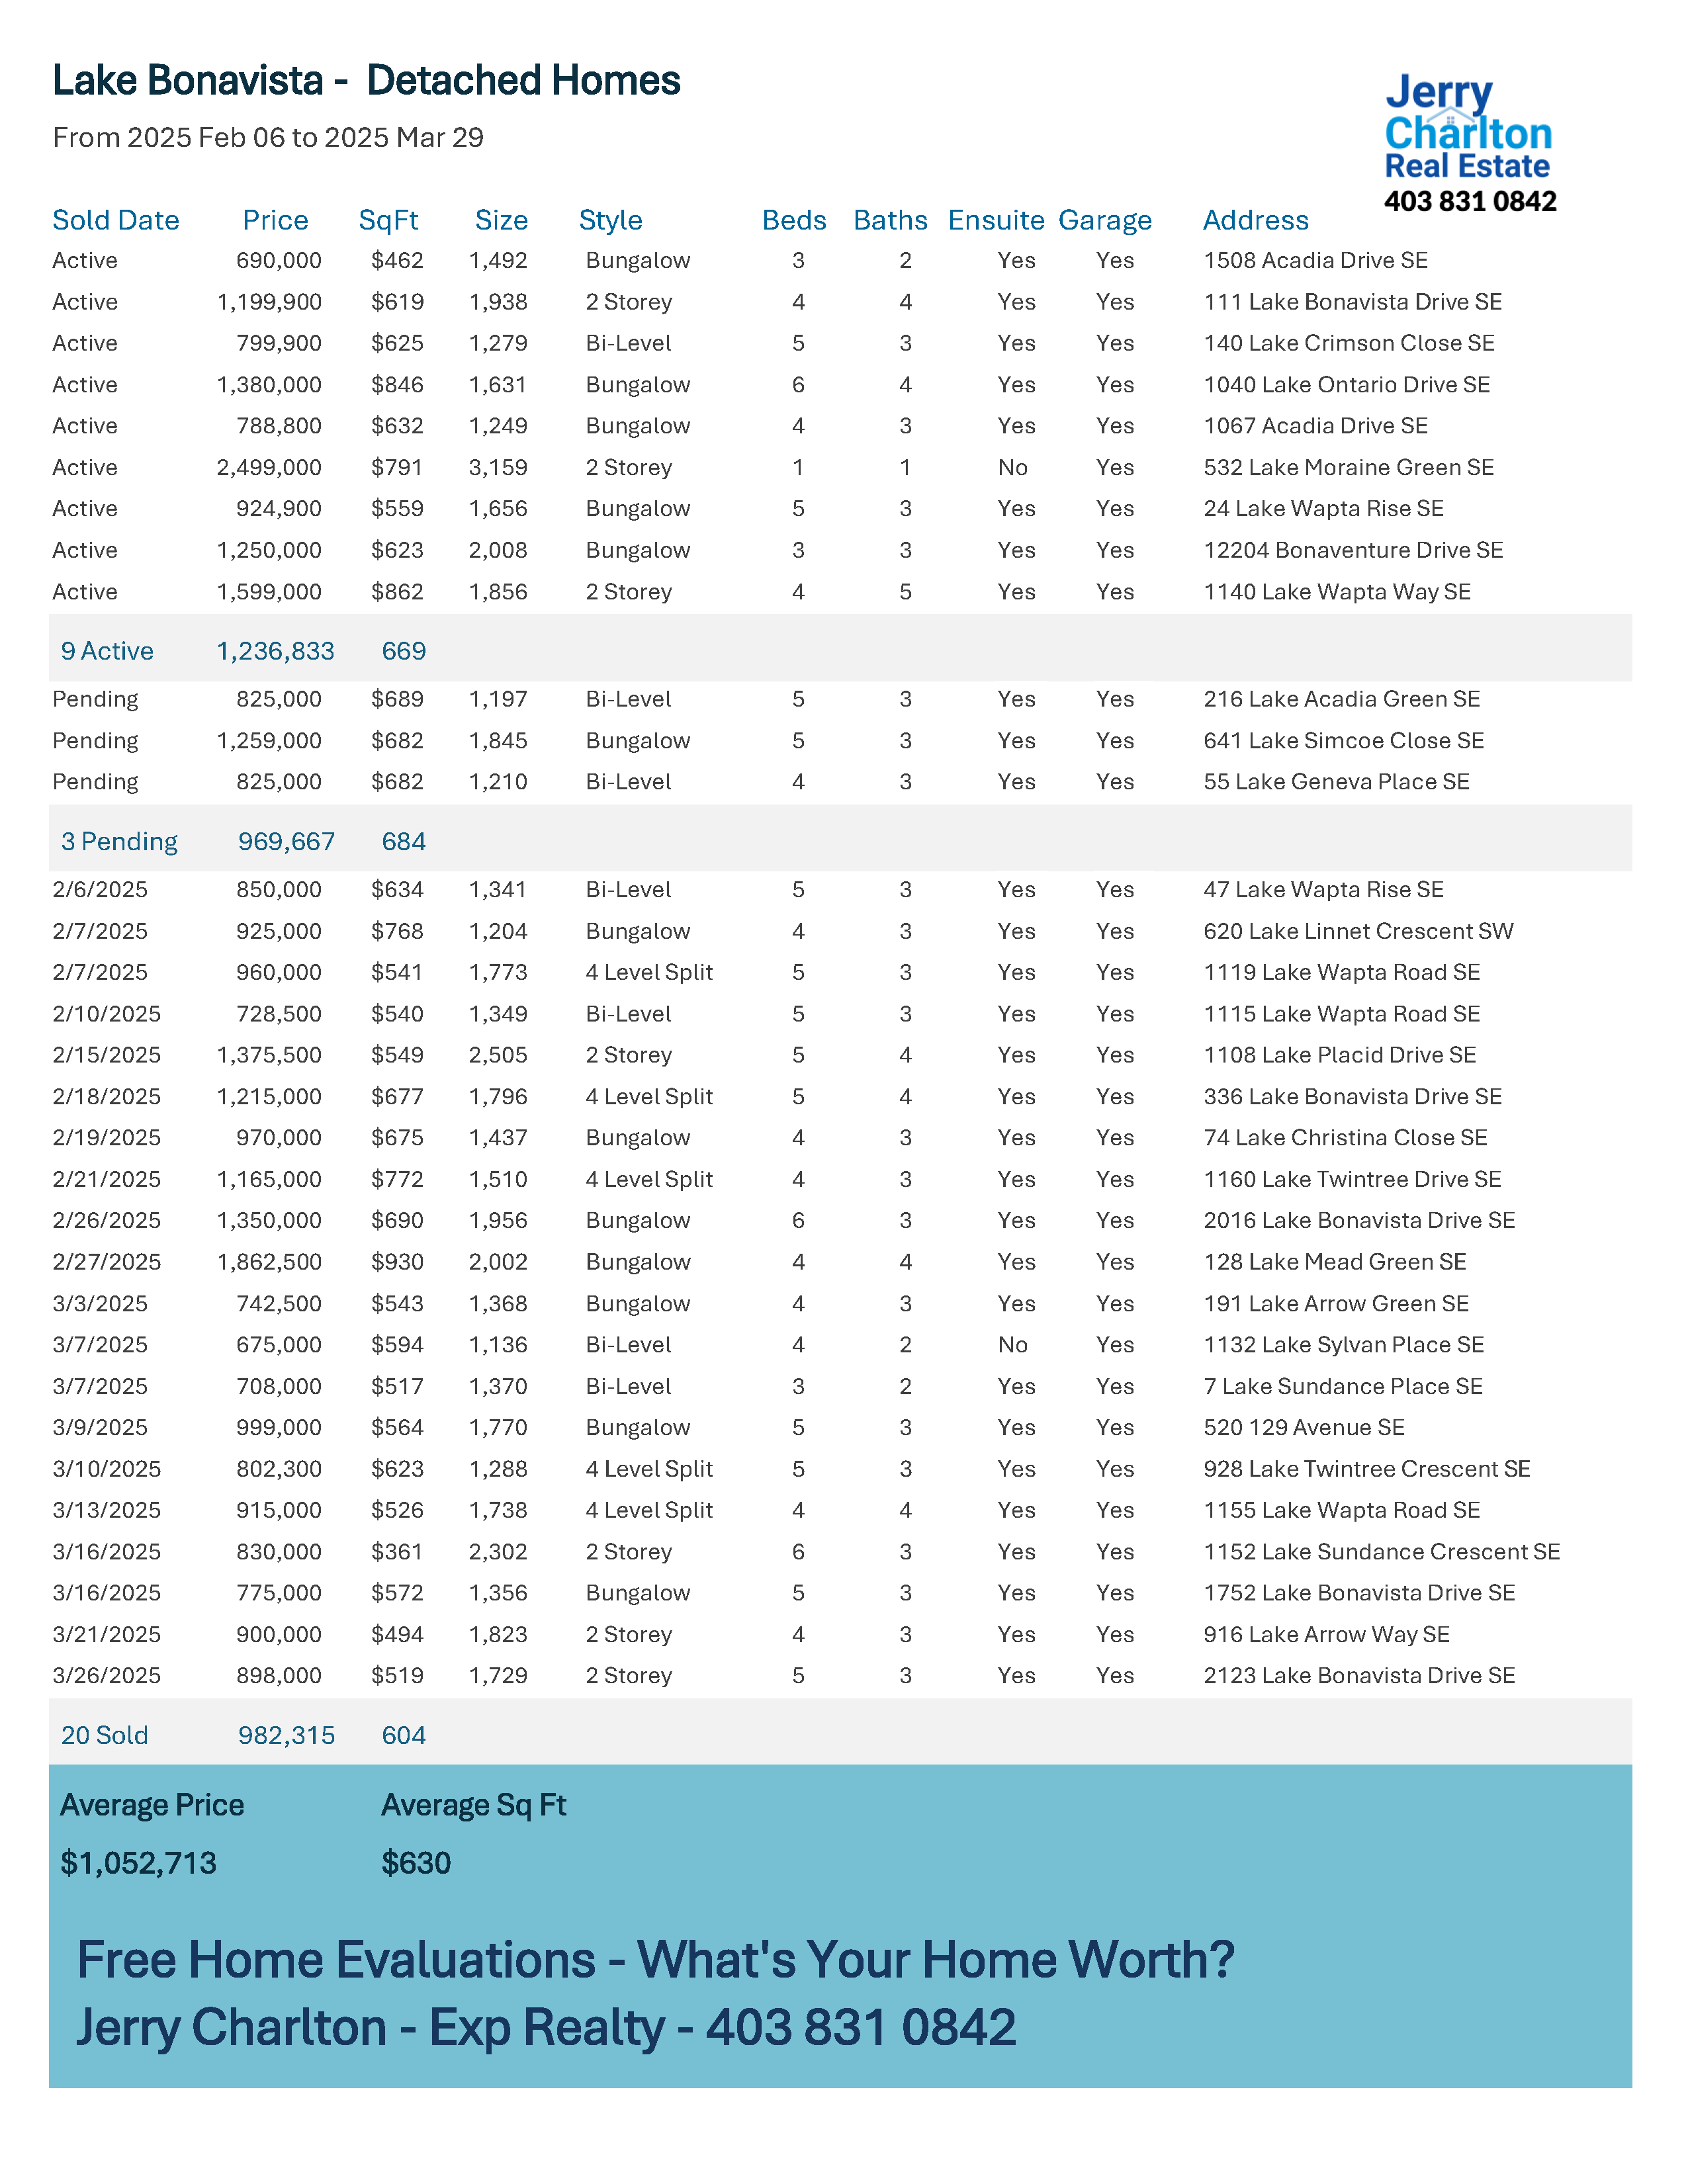 Lake Bonavista - Detached Homes
From 2025 Feb 06 to 2025 Mar 29
Jerry
Charlton
Real Estate
403 831 0842
Sold Date Price SqFt Size Style Beds Baths Ensuite Garage Address
Active 690,000 $462 1,492 Bungalow 3 2 Yes Yes 1508 Acadia Drive SE
Active 1,199,900 $619 1,938 2 Storey 4 4 Yes Yes 111 Lake Bonavista Drive SE
Active 799,900 $625 1,279 Bi-Level 5 3 Yes Yes 140 Lake Crimson Close SE
Active 1,380,000 $846 1,631 Bungalow 6 4 Yes Yes 1040 Lake Ontario Drive SE
Active 788,800 $632 1,249 Bungalow 4 3 Yes Yes 1067 Acadia Drive SE
Active 2,499,000 $791 3,159 2 Storey 1 1 No Yes 532 Lake Moraine Green SE
Active 924,900 $559 1,656 Bungalow 5 3 Yes Yes 24 Lake Wapta Rise SE
Active 1,250,000 $623 2,008 Bungalow 3 3 Yes Yes 12204 Bonaventure Drive SE
Active 1,599,000 $862 1,856 2 Storey 4 5 Yes Yes 1140 Lake Wapta Way SE
9 Active 1,236,833 669
Pending 825,000 $689 1,197 Bi-Level 5 3 Yes Yes 216 Lake Acadia Green SE
Pending 1,259,000 $682 1,845 Bungalow 5 3 Yes Yes 641 Lake Simcoe Close SE
Pending 825,000 $682 1,210 Bi-Level 4 3 Yes Yes 55 Lake Geneva Place SE
3 Pending 969,667 684
2/6/2025 850,000 $634 1,341 Bi-Level 5 3 Yes Yes 47 Lake Wapta Rise SE
2/7/2025 925,000 $768 1,204 Bungalow 4 3 Yes Yes 620 Lake Linnet Crescent SW
2/7/2025 960,000 $541 1,773 4 Level Split 5 3 Yes Yes 1119 Lake Wapta Road SE
2/10/2025 728,500 $540 1,349 Bi-Level 5 3 Yes Yes 1115 Lake Wapta Road SE
2/15/2025 1,375,500 $549 2,505 2 Storey 5 4 Yes Yes 1108 Lake Placid Drive SE
2/18/2025 1,215,000 $677 1,796 4 Level Split 5 4 Yes Yes 336 Lake Bonavista Drive SE
2/19/2025 970,000 $675 1,437 Bungalow 4 3 Yes Yes 74 Lake Christina Close SE
2/21/2025 1,165,000 $772 1,510 4 Level Split 4 3 Yes Yes 1160 Lake Twintree Drive SE
2/26/2025 1,350,000 $690 1,956 Bungalow 6 3 Yes Yes 2016 Lake Bonavista Drive SE
2/27/2025 1,862,500 $930 2,002 Bungalow 4 4 Yes Yes 128 Lake Mead Green SE
3/3/2025 742,500 $543 1,368 Bungalow 4 3 Yes Yes 191 Lake Arrow Green SE
3/7/2025 675,000 $594 1,136 Bi-Level 4 2 No Yes 1132 Lake Sylvan Place SE
3/7/2025 708,000 $517 1,370 Bi-Level 3 2 Yes Yes 7 Lake Sundance Place SE
3/9/2025 999,000 $564 1,770 Bungalow 5 3 Yes Yes 520 129 Avenue SE
3/10/2025 802,300 $623 1,288 4 Level Split 5 3 Yes Yes 928 Lake Twintree Crescent SE
3/13/2025 915,000 $526 1,738 4 Level Split 4 4 Yes Yes 1155 Lake Wapta Road SE
3/16/2025 830,000 $361 2,302 2 Storey 6 3 Yes Yes 1152 Lake Sundance Crescent SE
3/16/2025 775,000 $572 1,356 Bungalow 5 3 Yes Yes 1752 Lake Bonavista Drive SE
3/21/2025 900,000 $494 1,823 2 Storey 4 3 Yes Yes 916 Lake Arrow Way SE
3/26/2025 898,000 $519 1,729 2 Storey 5 3 Yes Yes 2123 Lake Bonavista Drive SE
20 Sold 982,315 604
Average Price Average Sq Ft
$1,052,713 $630
Free Home Evaluations - What's Your Home Worth?
Jerry Charlton - Exp Realty - 403 831 0842